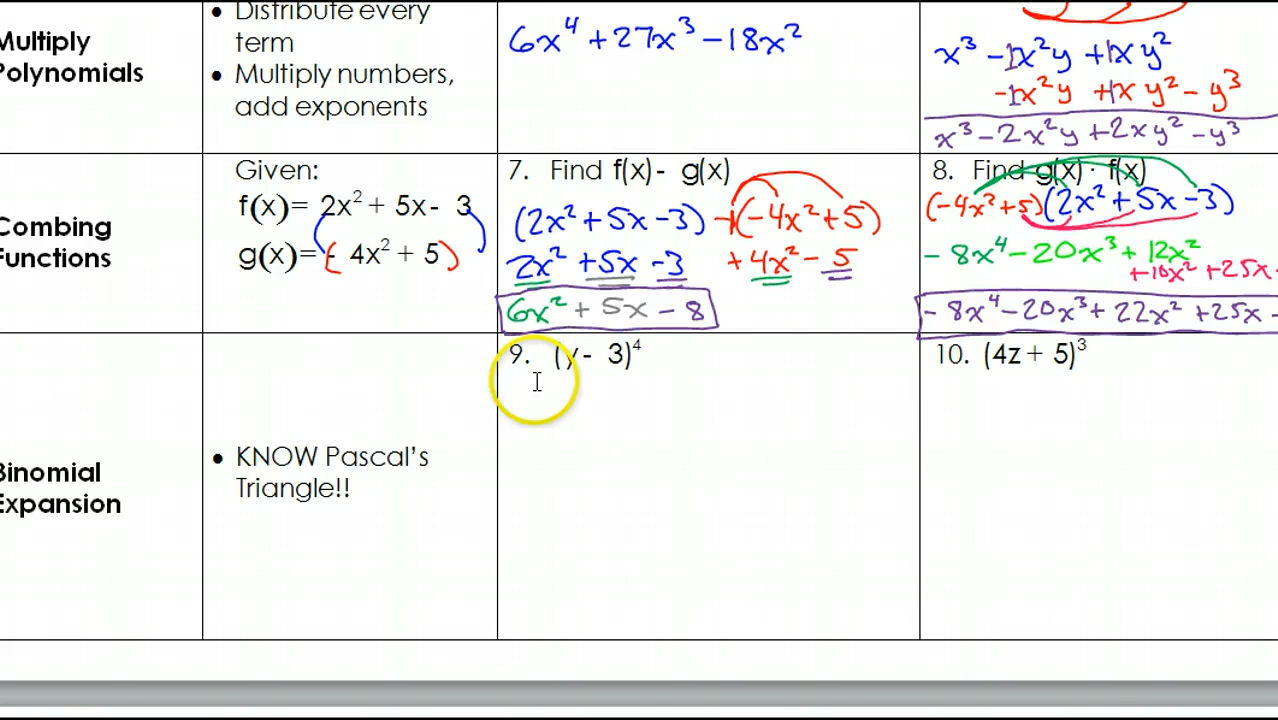 Multiply
Polynomials
• Distribute every
term
• Multiply numbers,
add exponents
6x⁴ + 27x³ - 18x²
x³ - 1x²y + 1xy²
-1x²y + 1xy² - y³
x³ - 2x²y + 2xy² - y³
Combing
Functions
Given:
f(x)= 2x² + 5x - 3
g(x)= (- 4x² + 5)
7. Find f(x) - g(x)
(2x² + 5x - 3) - 1(-4x² + 5)
2x² + 5x - 3 + 4x² - 5
6x² + 5x - 8
8. Find g(x) · f(x)
(-4x² + 5)(2x² + 5x - 3)
- 8x⁴ - 20x³ + 12x²
+10x² + 25x -
- 8x⁴ - 20x³ + 22x² + 25x -
Binomial
Expansion
• KNOW Pascal's
Triangle!!
9. (y - 3)⁴
10. (4z + 5)³